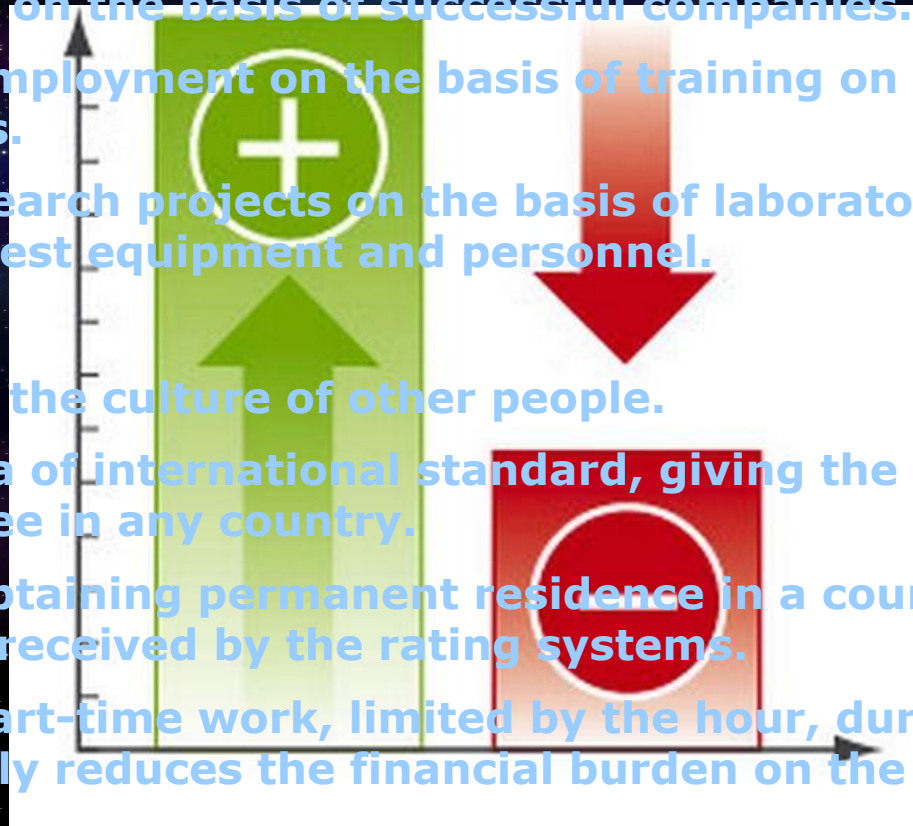 on the basis of successful companies.
mployment on the basis of training on
s.
earch projects on the basis of laborato
est equipment and personnel.
the culture of other people.
a of international standard, giving the
ee in any country.
btaining permanent residence in a cour
received by the rating systems.
art-time work, limited by the hour, dur
ly reduces the financial burden on the